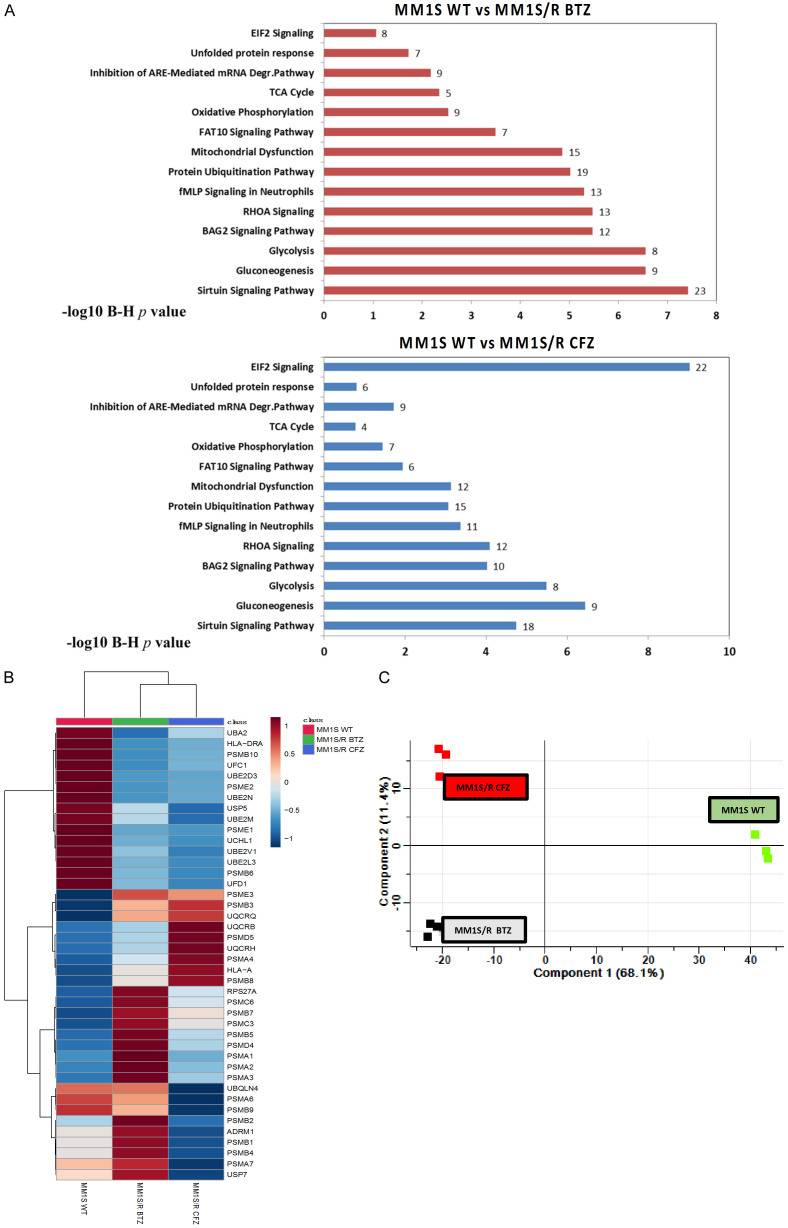 A
MM1S WT vs MM1S/R BTZ
EIF2 Signaling 8
Unfolded protein response 7
Inhibition of ARE-Mediated mRNA Degr.Pathway 9
TCA Cycle 5
Oxidative Phosphorylation 9
FAT10 Signaling Pathway 7
Mitochondrial Dysfunction 15
Protein Ubiquitination Pathway 19
fMLP Signaling in Neutrophils 13
RHOA Signaling 13
BAG2 Signaling Pathway 12
Glycolysis 8
Gluconeogenesis 9
Sirtuin Signaling Pathway 23
-log10 B-H p value
0 1 2 3 4 5 6 7 8
MM1S WT vs MM1S/R CFZ
EIF2 Signaling 22
Unfolded protein response 6
Inhibition of ARE-Mediated mRNA Degr.Pathway 9
TCA Cycle 4
Oxidative Phosphorylation 7
FAT10 Signaling Pathway 6
Mitochondrial Dysfunction 12
Protein Ubiquitination Pathway 15
fMLP Signaling in Neutrophils 11
RHOA Signaling 12
BAG2 Signaling Pathway 10
Glycolysis 8
Gluconeogenesis 9
Sirtuin Signaling Pathway 18
-log10 B-H p value
0 2 4 6 8 10
B
class
MM1S WT
MM1S/R BTZ
MM1S/R CFZ
1
0.5
0
−0.5
−1
UBA2
HLA-DRA
PSMB10
UFC1
UBE2D3
PSME2
UBE2N
USP5
UBE2M
PSME1
UCHL1
UBE2V1
UBE2L3
PSMB6
UFD1
PSME3
PSMB3
UQCRQ
UQCRB
PSMD5
UQCRH
PSMA4
HLA-A
PSMB8
RPS27A
PSMC6
PSMB7
PSMC3
PSMB5
PSMD4
PSMA1
PSMA2
PSMA3
UBQLN4
PSMA6
PSMB9
PSMB2
ADRM1
PSMB1
PSMB4
PSMA7
USP7
MM1S WT
MM1S/R BTZ
MM1S/R CFZ
C
Component 2 (11.4%)
10
0
-10
MM1S/R CFZ
MM1S WT
MM1S/R BTZ
-20 -10 0 10 20 30 40
Component 1 (68.1%)